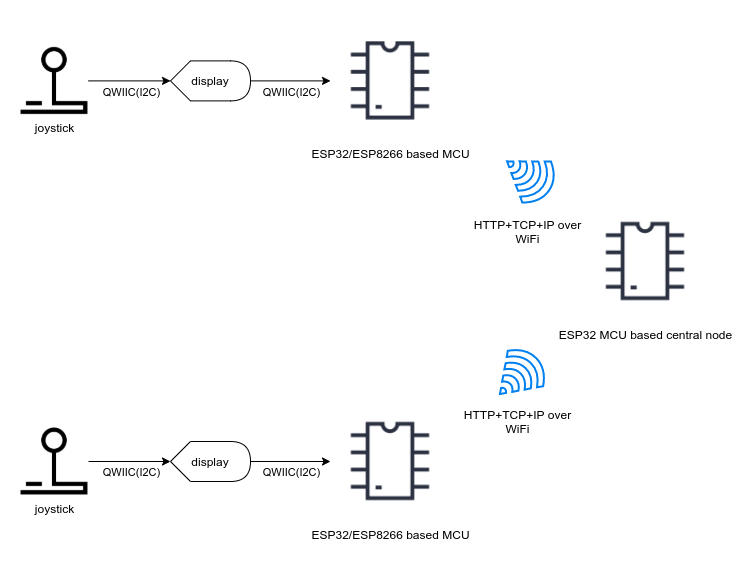 display
QWIIC(I2C)
QWIIC(I2C)
joystick
ESP32/ESP8266 based MCU
HTTP+TCP+IP over
WiFi
ESP32 MCU based central node
HTTP+TCP+IP over
WiFi
display
QWIIC(I2C)
QWIIC(I2C)
joystick
ESP32/ESP8266 based MCU